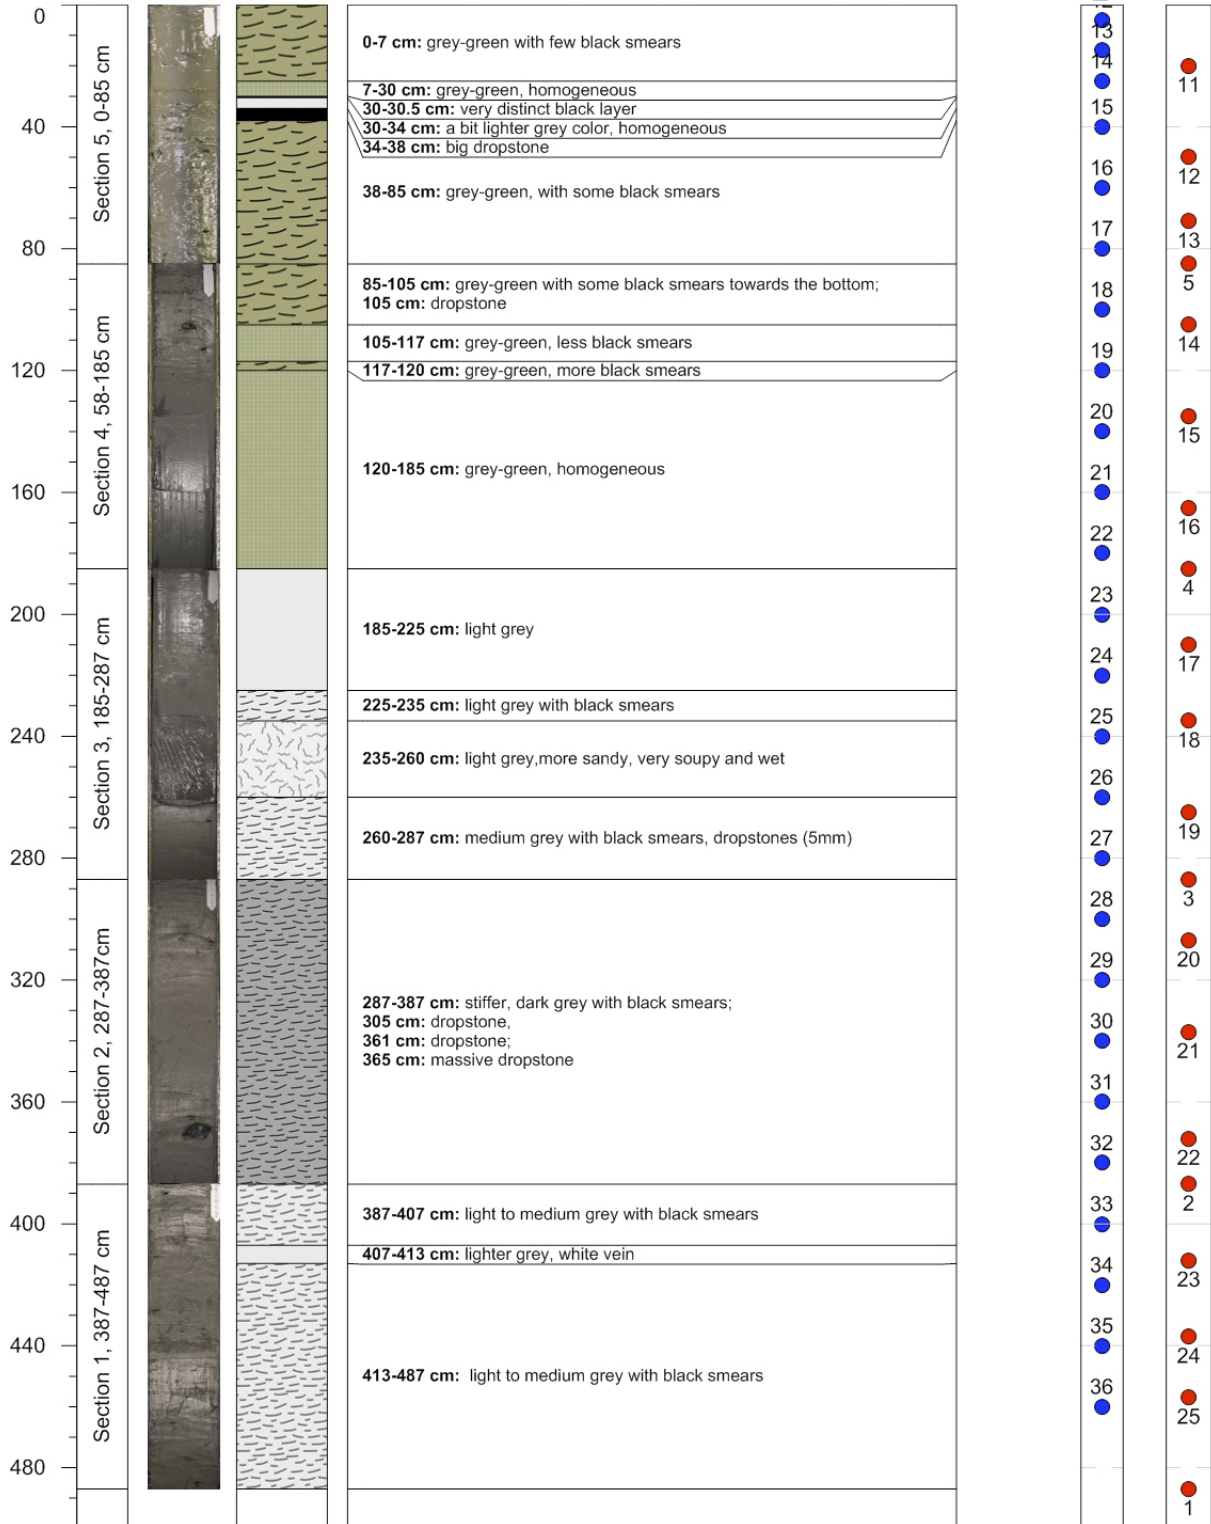 0
40
80
120
160
200
240
280
320
360
400
440
480
Section 5, 0-85 cm
Section 4, 58-185 cm
Section 3, 185-287 cm
Section 2, 287-387cm
Section 1, 387-487 cm
0-7 cm: grey-green with few black smears
7-30 cm: grey-green, homogeneous
30-30.5 cm: very distinct black layer
30-34 cm: a bit lighter grey color, homogeneous
34-38 cm: big dropstone
38-85 cm: grey-green, with some black smears
85-105 cm: grey-green with some black smears towards the bottom;
105 cm: dropstone
105-117 cm: grey-green, less black smears
117-120 cm: grey-green, more black smears
120-185 cm: grey-green, homogeneous
185-225 cm: light grey
225-235 cm: light grey with black smears
235-260 cm: light grey,more sandy, very soupy and wet
260-287 cm: medium grey with black smears, dropstones (5mm)
287-387 cm: stiffer, dark grey with black smears;
305 cm: dropstone,
361 cm: dropstone;
365 cm: massive dropstone
387-407 cm: light to medium grey with black smears
407-413 cm: lighter grey, white vein
413-487 cm: light to medium grey with black smears
13
14
15
16
17
18
19
20
21
22
23
24
25
26
27
28
29
30
31
32
33
34
35
36
11
12
13
5
14
15
16
4
17
18
19
3
20
21
22
2
23
24
25
1